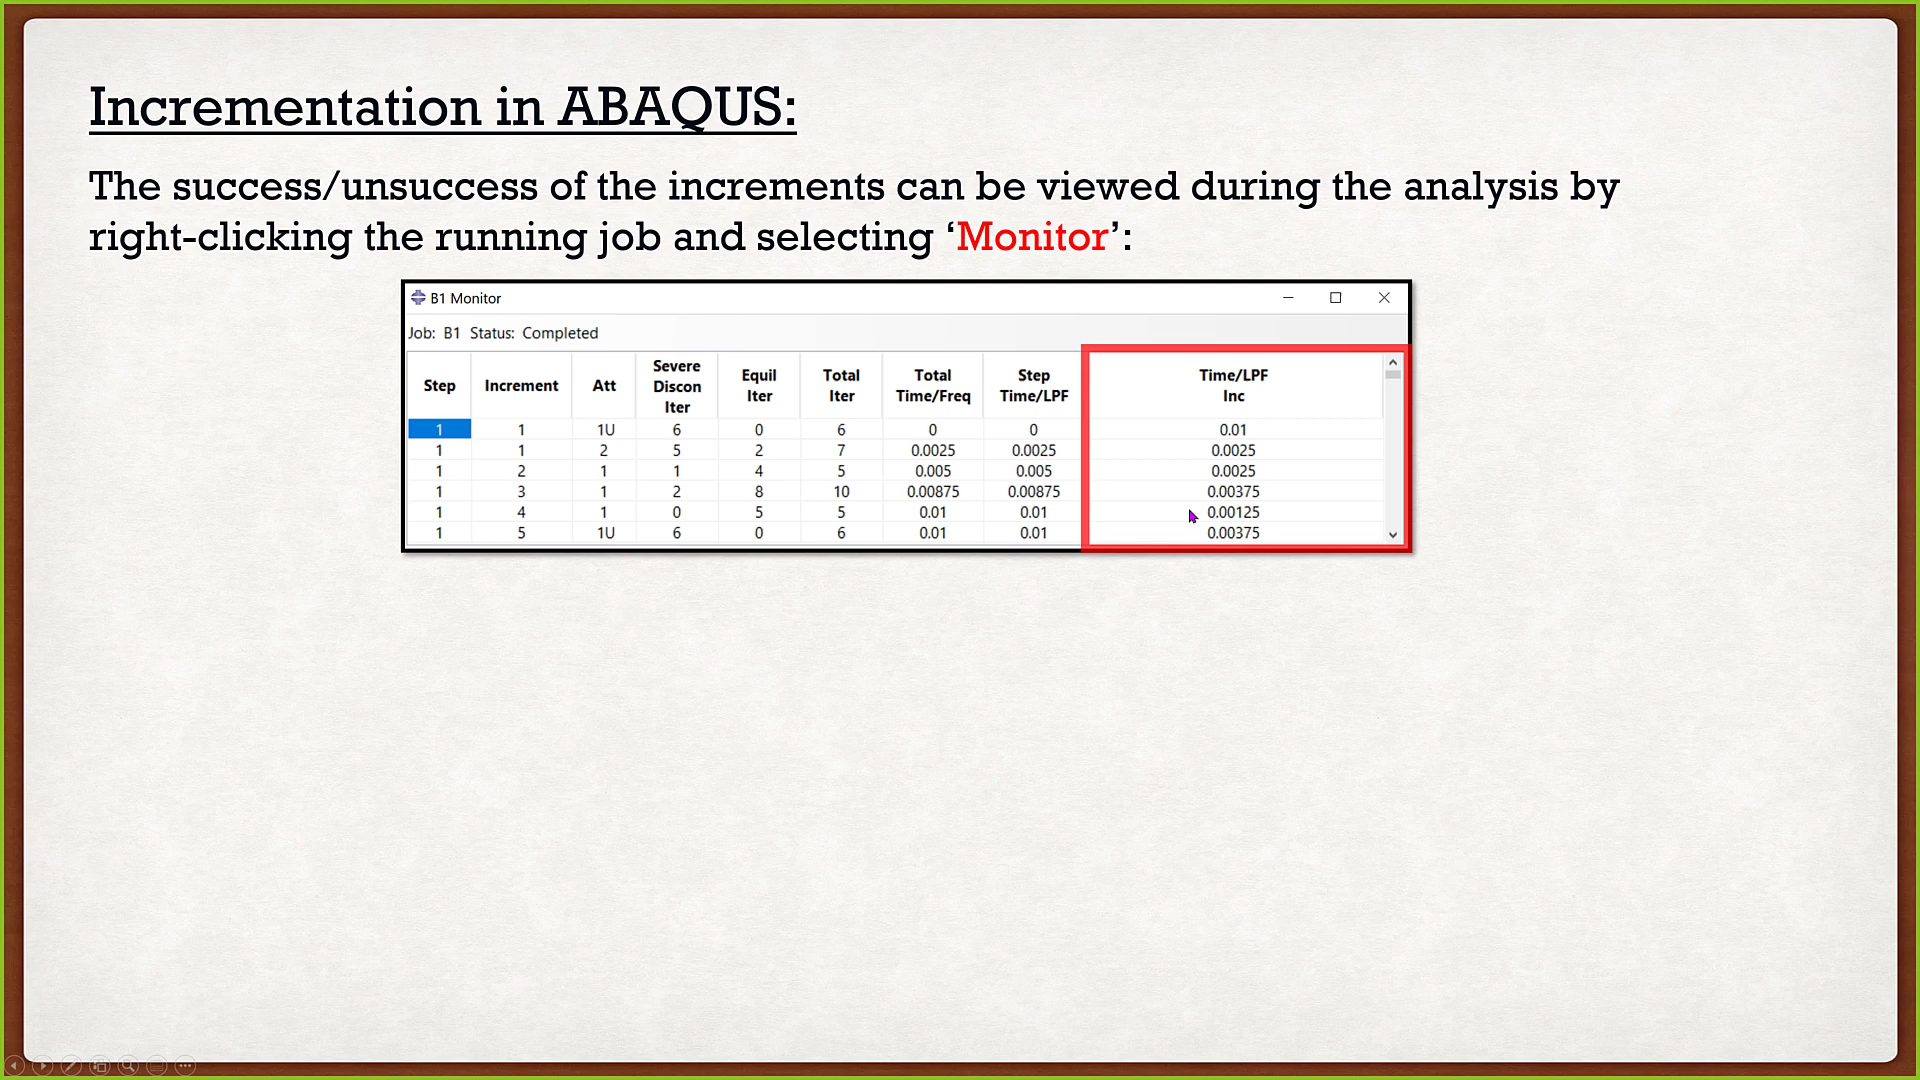 Incrementation in ABAQUS:
The success/unsuccess of the increments can be viewed during the analysis by
right-clicking the running job and selecting ‘Monitor’:
B1 Monitor
Job: B1 Status: Completed
Step Increment Att Severe Discon Iter Equil Iter Total Iter Total Time/Freq Step Time/LPF Time/LPF Inc
1 1 1U 6 0 6 0 0 0.01
1 1 2 5 2 7 0.0025 0.0025 0.0025
1 2 1 1 4 5 0.005 0.005 0.0025
1 3 1 2 8 10 0.00875 0.00875 0.00375
1 4 1 0 5 5 0.01 0.01 0.00125
1 5 1U 6 0 6 0.01 0.01 0.00375